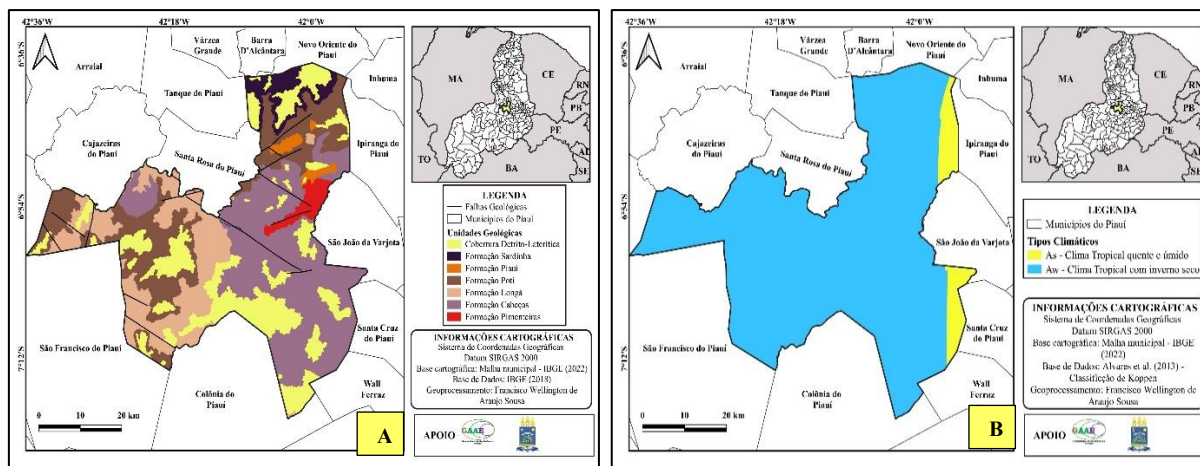 42°36'W 42°18'W 42°0'W
6°36'S
6°54'S
7°12'S
Várzea
Grande
Barra
D'Alcântara
Novo Oriente do
Piauí
Arraial
Tanque do Piauí
Inhuma
Cajazeiras
do Piauí
Santa Rosa do Piauí
Ipiranga do
Piauí
São João da Varjota
São Francisco do Piauí
Santa Cruz
do Piauí
Colônia do
Piauí
Wall
Ferraz
0 10 20 km
A
MA
CE
RN
PB
PE
AL
SE
TO
BA
LEGENDA
Falhas Geológicas
Municípios do Piauí
Unidades Geológicas
Cobertura Detrito-Laterítica
Formação Sardinha
Formação Piauí
Formação Poti
Formação Longá
Formação Cabeças
Formação Pimenteiras
INFORMAÇÕES CARTOGRÁFICAS
Sistema de Coordenadas Geográficas
Datum SIRGAS 2000
Base cartográfica: Malha municipal - IBGE
(2022)
Base de Dados: IBGE (2018)
Geoprocessamento: Francisco Wellington de
Araujo Sousa
APOIO
GAAE
42°36'W 42°18'W 42°0'W
6°36'S
6°54'S
7°12'S
Várzea
Grande
Barra
D'Alcântara
Novo Oriente do
Piauí
Arraial
Tanque do Piauí
Inhuma
Cajazeiras
do Piauí
Santa Rosa do Piauí
Ipiranga do
Piauí
São João da Varjota
São Francisco do Piauí
Santa Cruz
do Piauí
Colônia do
Piauí
Wall
Ferraz
0 10 20 km
B
MA
CE
RN
PB
PE
AL
SE
TO
BA
LEGENDA
Municípios do Piauí
Tipos Climáticos
As - Clima Tropical quente e úmido
Aw - Clima Tropical com inverno seco
INFORMAÇÕES CARTOGRÁFICAS
Sistema de Coordenadas Geográficas
Datum SIRGAS 2000
Base cartográfica: Malha municipal - IBGE
(2022)
Base de Dados: Alvares et al. (2013) -
Classificção de Koppen
Geoprocessamento: Francisco Wellington de
Araujo Sousa
APOIO
GAAE